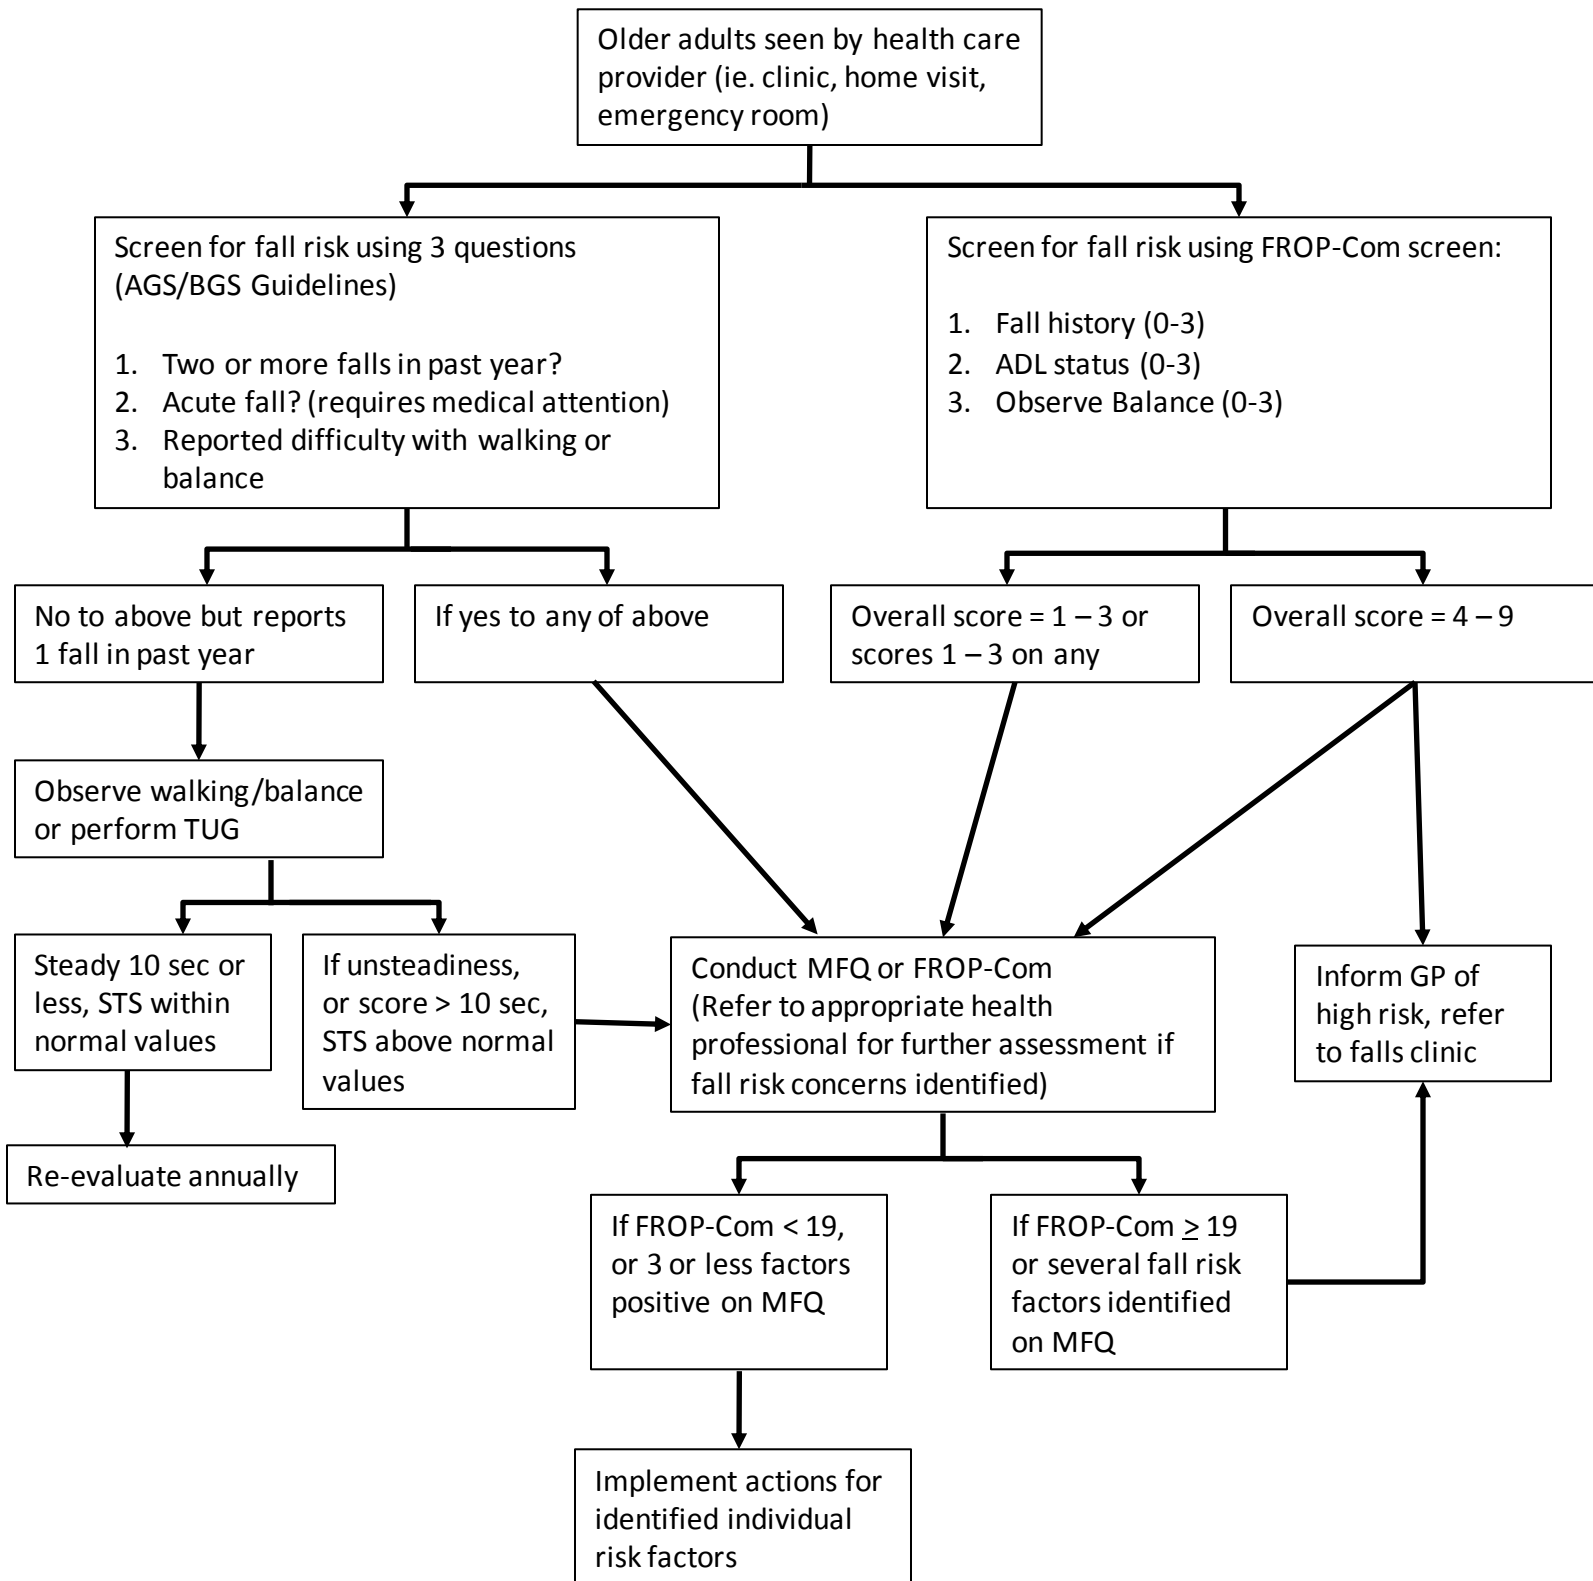 Older adults seen by health care
provider (ie. clinic, home visit,
emergency room)
Screen for fall risk using 3 questions
(AGS/BGS Guidelines)
1. Two or more falls in past year?
2. Acute fall? (requires medical attention)
3. Reported difficulty with walking or
balance
Screen for fall risk using FROP-Com screen:
1. Fall history (0-3)
2. ADL status (0-3)
3. Observe Balance (0-3)
No to above but reports
1 fall in past year
If yes to any of above
Overall score = 1 – 3 or
scores 1 – 3 on any
Overall score = 4 – 9
Observe walking/balance
or perform TUG
Steady 10 sec or
less, STS within
normal values
If unsteadiness,
or score > 10 sec,
STS above normal
values
Conduct MFQ or FROP-Com
(Refer to appropriate health
professional for further assessment if
fall risk concerns identified)
Inform GP of
high risk, refer
to falls clinic
Re-evaluate annually
If FROP-Com < 19,
or 3 or less factors
positive on MFQ
If FROP-Com ≥ 19
or several fall risk
factors identified
on MFQ
Implement actions for
identified individual
risk factors